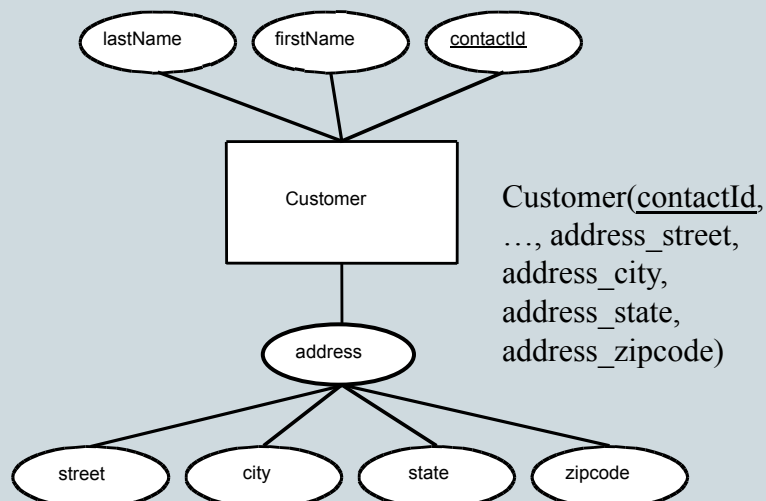 lastName
firstName
contactId
Customer
Customer(contactId,
…, address_street,
address_city,
address_state,
address_zipcode)
address
street
city
state
zipcode